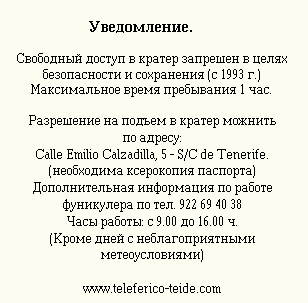 Уведомление.
Свободный доступ в кратер запрешен в целях
безопасности и сохранения (с 1993 г.)
Максимальное время пребывания 1 час.
Разрешение на подъем в кратер можнить
по адресу:
Calle Emilio Calzadilla, 5 - S/C de Tenerife.
(необходима ксерокопия паспорта)
Дополнительная информация по работе
фуникулера по тел. 922 69 40 38
Часы работы: с 9.00 до 16.00 ч.
(Кроме дней с неблагоприятными
метеоусловиями)
www.teleferico-teide.com